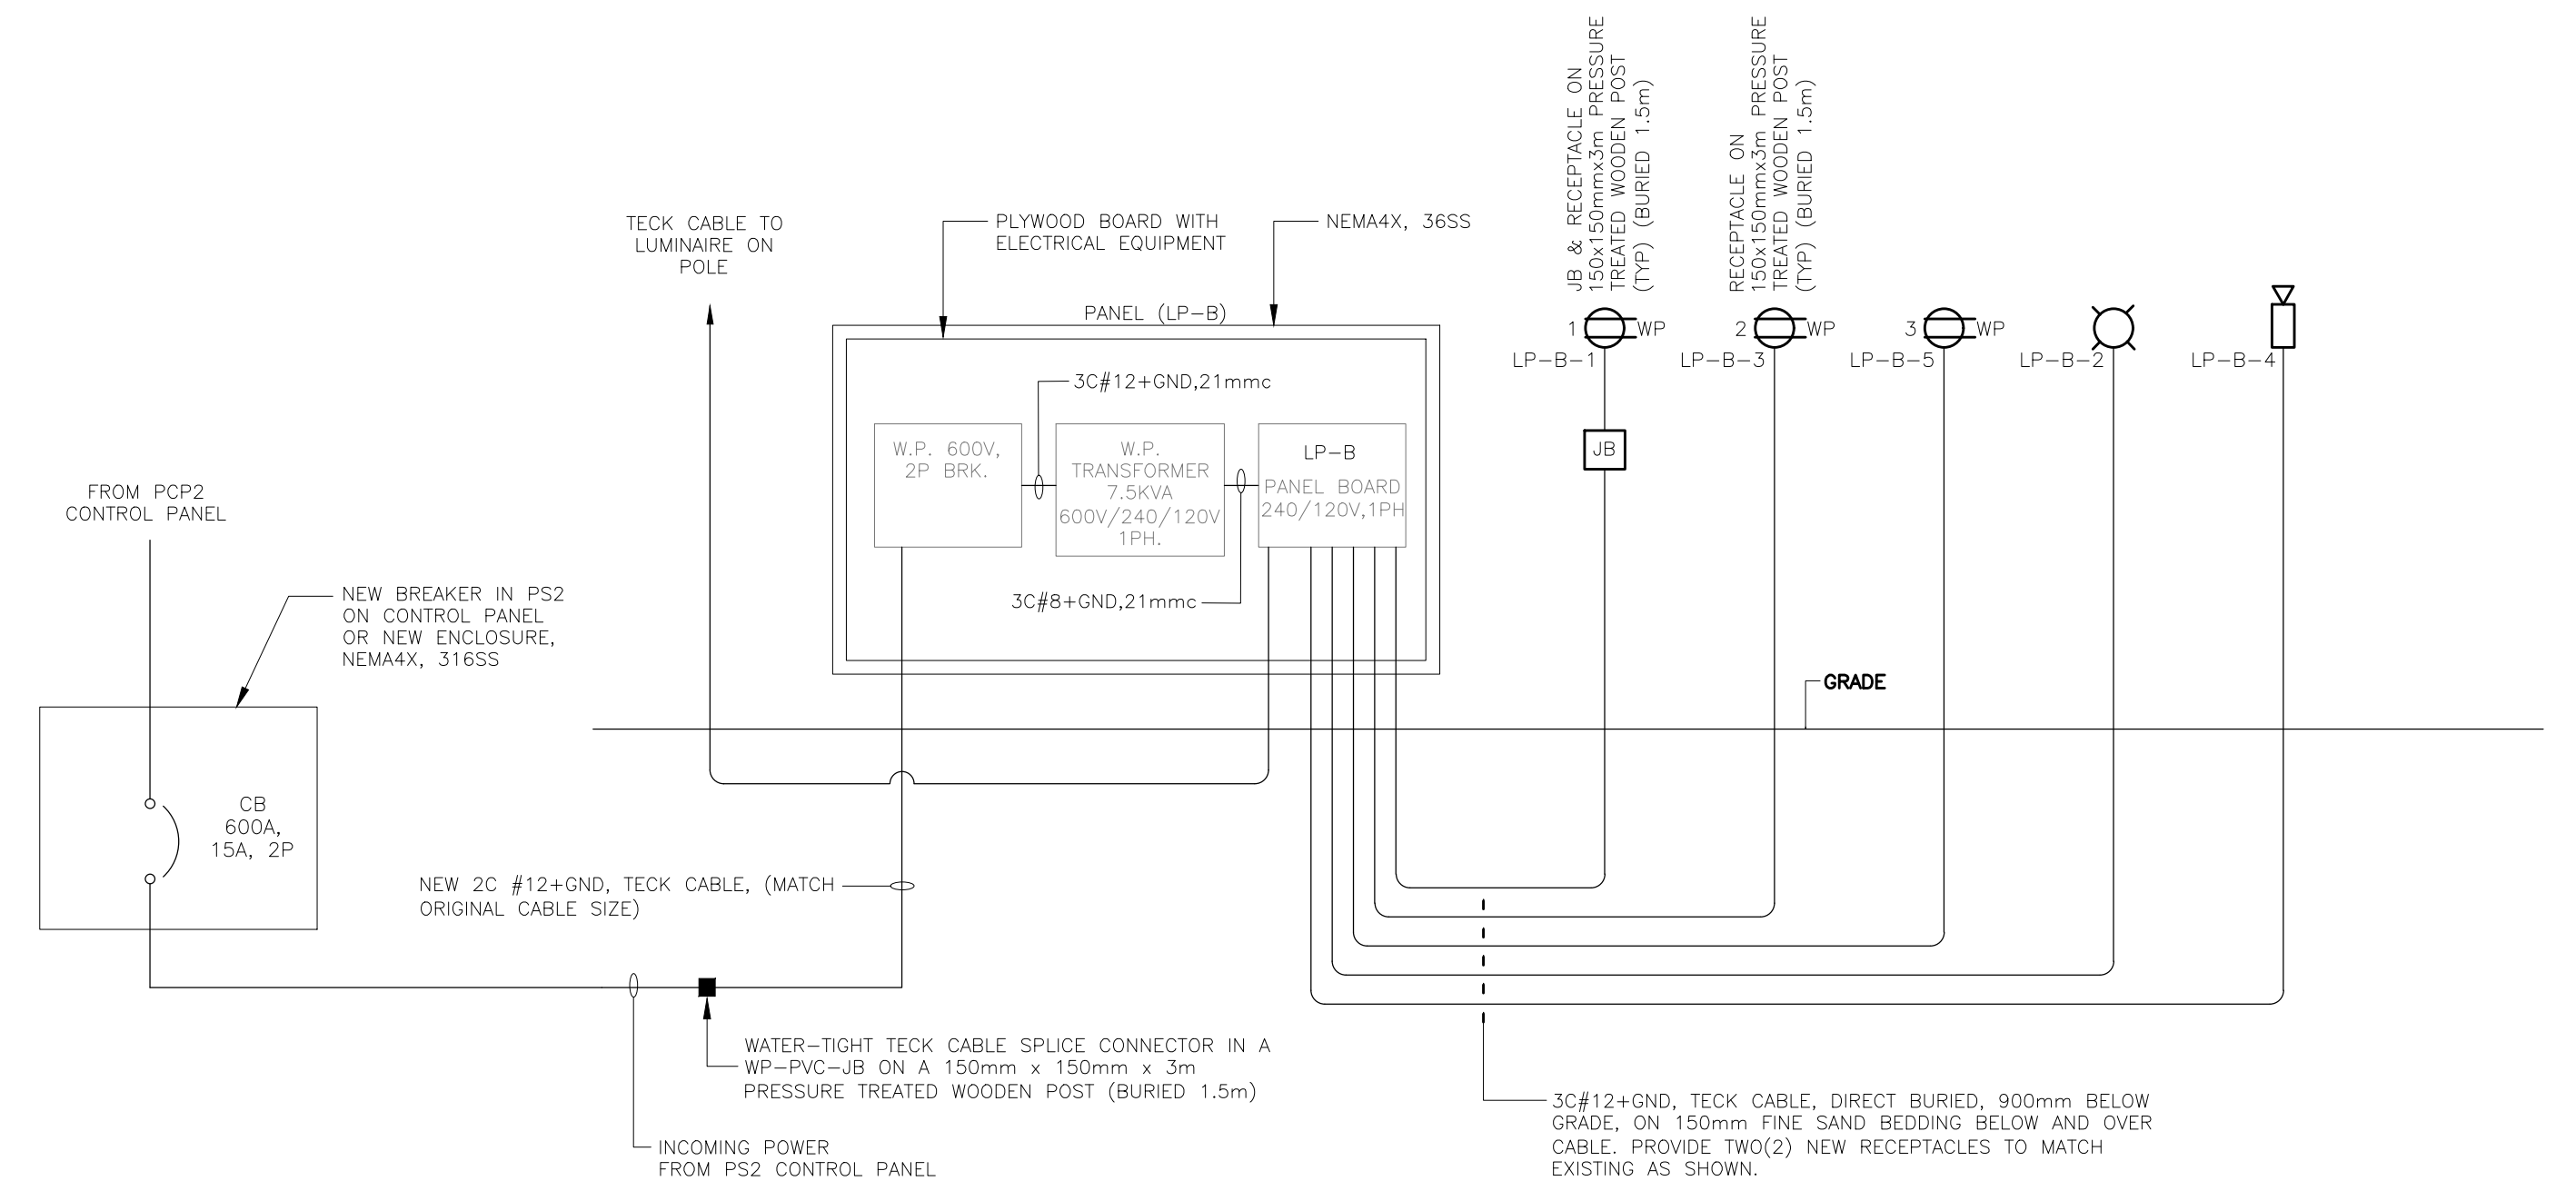 JB & RECEPTACLE ON
150x150mmx3m PRESSURE
TREATED WOODEN POST
(TYP) (BURIED 1.5m)
RECEPTACLE ON
150x150mmx3m PRESSURE
TREATED WOODEN POST
(TYP) (BURIED 1.5m)
TECK CABLE TO
LUMINAIRE ON
POLE
PLYWOOD BOARD WITH
ELECTRICAL EQUIPMENT
NEMA4X, 36SS
PANEL (LP-B)
1 WP
LP-B-1
2 WP
LP-B-3
3 WP
LP-B-5
LP-B-2
LP-B-4
3C#12+GND,21mmc
W.P. 600V,
2P BRK.
W.P.
TRANSFORMER
7.5KVA
600V/240/120V
1PH.
LP-B
PANEL BOARD
240/120V,1PH
JB
3C#8+GND,21mmc
FROM PCP2
CONTROL PANEL
NEW BREAKER IN PS2
ON CONTROL PANEL
OR NEW ENCLOSURE,
NEMA4X, 316SS
GRADE
CB
600A,
15A, 2P
NEW 2C #12+GND, TECK CABLE, (MATCH
ORIGINAL CABLE SIZE)
WATER-TIGHT TECK CABLE SPLICE CONNECTOR IN A
WP-PVC-JB ON A 150mm x 150mm x 3m
PRESSURE TREATED WOODEN POST (BURIED 1.5m)
INCOMING POWER
FROM PS2 CONTROL PANEL
3C#12+GND, TECK CABLE, DIRECT BURIED, 900mm BELOW
GRADE, ON 150mm FINE SAND BEDDING BELOW AND OVER
CABLE. PROVIDE TWO(2) NEW RECEPTACLES TO MATCH
EXISTING AS SHOWN.